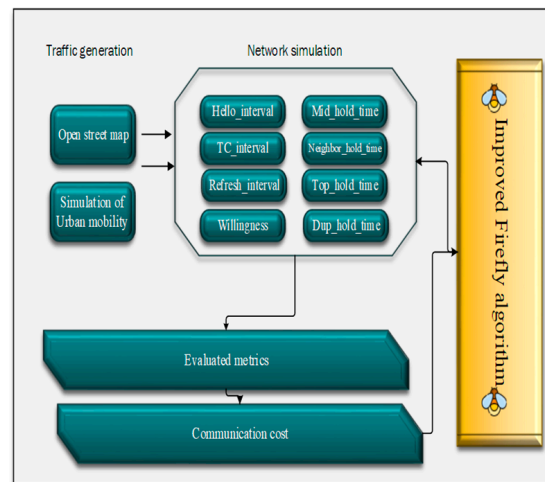 Traffic generation
Network simulation
Open street map
Simulation of
Urban mobility
Hello_interval
Mid_hold_time
TC_interval
Neighbor_hold_time
Refresh_interval
Top_hold_time
Willingness
Dup_hold_time
Evaluated metrics
Communication cost
Improved Firefly algorithm